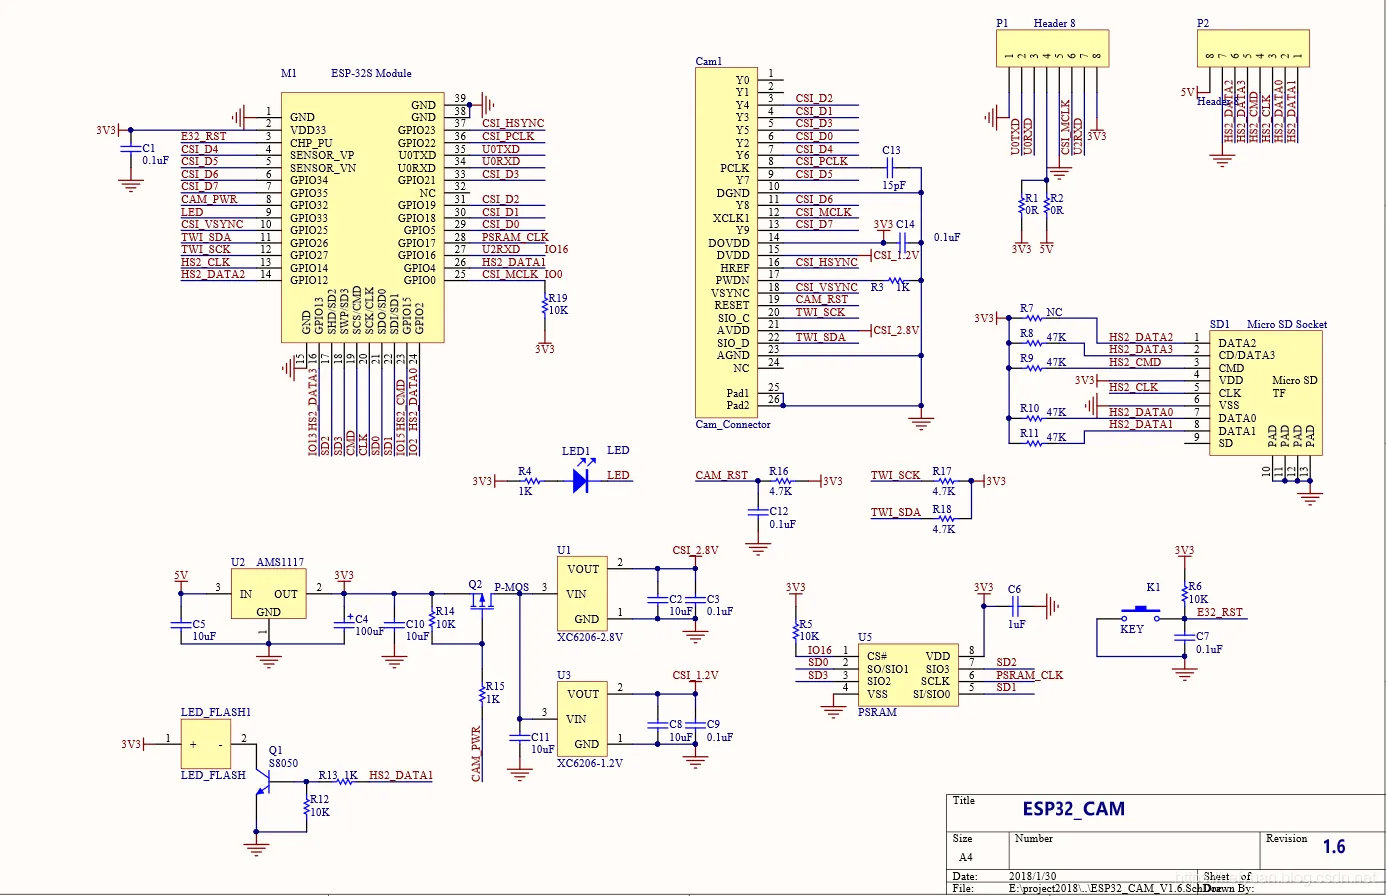 M1 ESP-32S Module
1 GND
3V3 2 VDD33
E32_RST 3 CHP_PU
CSI_D4 4 SENSOR_VP
CSI_D5 5 SENSOR_VN
CSI_D6 6 GPIO34
CSI_D7 7 GPIO35
CAM_PWR 8 GPIO32
LED 9 GPIO33
CSI_VSYNC 10 GPIO25
TWI_SDA 11 GPIO26
TWI_SCK 12 GPIO27
HS2_CLK 13 GPIO14
HS2_DATA2 14 GPIO12
C1
0.1uF
GND 39
GND 38
GPIO23 37 CSI_HSYNC
GPIO22 36 CSI_PCLK
U0TXD 35 U0TXD
U0RXD 34 U0RXD
GPIO21 33 CSI_D3
NC 32
GPIO19 31 CSI_D2
GPIO18 30 CSI_D1
GPIO5 29 CSI_D0
GPIO17 28 PSRAM_CLK
GPIO16 27 U2RXD IO16
GPIO4 26 HS2_DATA1
GPIO0 25 CSI_MCLK IO0
GND 15
GPIO13 16 IO13 HS2_DATA3
SHD/SD2 17 SD2
SWP/SD3 18 SD3
SCS/CMD 19 CMD
SCK/CLK 20 CLK
SDO/SD0 21 SD0
SDI/SD1 22 SD1
GPIO15 23 IO15 HS2_CMD
GPIO2 24 IO2 HS2_DATA0
R19
10K
3V3
Cam1
Y0 1
Y1 2
Y4 3 CSI_D2
Y3 4 CSI_D1
Y5 5 CSI_D3
Y2 6 CSI_D0
Y6 7 CSI_D4
PCLK 8 CSI_PCLK
Y7 9 CSI_D5
DGND 10
Y8 11 CSI_D6
XCLK1 12 CSI_MCLK
Y9 13 CSI_D7
DOVDD 14
DVDD 15 CSI_1.2V
HREF 16 CSI_HSYNC
PWDN 17 R3 1K
VSYNC 18 CSI_VSYNC
RESET 19 CAM_RST
SIO_C 20 TWI_SCK
AVDD 21 CSI_2.8V
SIO_D 22 TWI_SDA
AGND 23
NC 24
Pad1 25
Pad2 26
Cam_Connector
C13
15pF
3V3 C14
0.1uF
P1 Header 8
1 2 3 4 5 6 7 8
U0TXD
U0RXD
CSI_MCLK
U2RXD
3V3
R1
0R
R2
0R
3V3 5V
P2
8 7 6 5 4 3 2 1
5V
HS2_DATA2
HS2_DATA3
HS2_CMD
HS2_CLK
HS2_DATA0
HS2_DATA1
3V3
R7 NC
R8 47K
R9 47K
R10 47K
R11 47K
SD1 Micro SD Socket
HS2_DATA2 1 DATA2
HS2_DATA3 2 CD/DATA3
HS2_CMD 3 CMD
3V3 4 VDD
HS2_CLK 5 CLK
6 VSS
HS2_DATA0 7 DATA0
HS2_DATA1 8 DATA1
9 SD
Micro SD
TF
PAD PAD PAD PAD
10 11 12 13
LED1 LED
3V3 R4 LED
1K
CAM_RST R16 3V3
4.7K
C12
0.1uF
TWI_SCK R17 3V3
4.7K
TWI_SDA R18
4.7K
U2 AMS1117
5V
3 IN OUT 2
GND
1
3V3
C5
10uF
+ C4
100uF
C10
10uF
R14
10K
Q2 P-MOS
R15
1K
CAM_PWR
U1
VOUT 2 CSI_2.8V
3 VIN
GND 1
XC6206-2.8V
C2
10uF
C3
0.1uF
U3
VOUT 2 CSI_1.2V
3 VIN
GND 1
XC6206-1.2V
C8
10uF
C9
0.1uF
C11
10uF
LED_FLASH1
3V3 1 + - 2
LED_FLASH
Q1
S8050
R13 1K HS2_DATA1
R12
10K
3V3
R5
10K
U5
IO16 1 CS#
SD0 2 SO/SIO1
SD3 3 SIO2
4 VSS
VDD 8
SIO3 7 SD2
SCLK 6 PSRAM_CLK
SI/SIO0 5 SD1
PSRAM
3V3
C6
1uF
3V3
K1
KEY
R6
10K
E32_RST
C7
0.1uF
Title
ESP32_CAM
Size
A4
Number
Revision
1.6
Date: 2018/1/30 Sheet of
File: E:\project2018\..\ESP32_CAM_V1.6.SchDoc Drawn By: